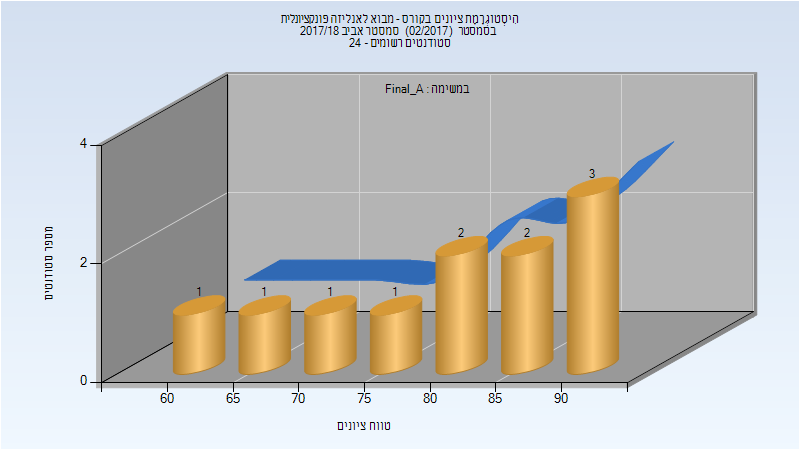 היסטוגרמת ציונים בקורס - מבוא לאנליזה פונקציונלית
בסמסטר (02/2017) סמסטר אביב 2017/18
סטודנטים רשומים - 24
במשימה : Final_A
מספר סטודנטים
4
2
0
1
1
1
1
2
2
3
60
65
70
75
80
85
90
טווח ציונים